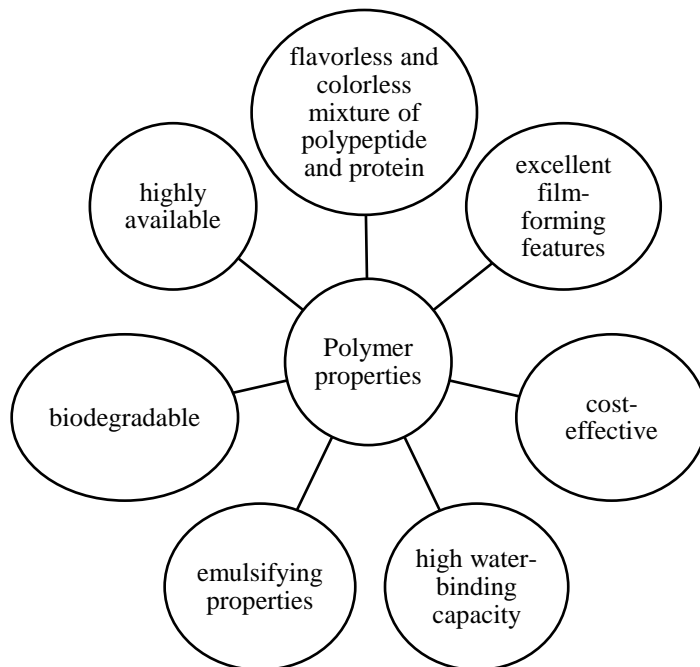 flavorless and
colorless
mixture of
polypeptide
and protein
excellent
film-
forming
features
cost-
effective
high water-
binding
capacity
emulsifying
properties
biodegradable
highly
available
Polymer
properties